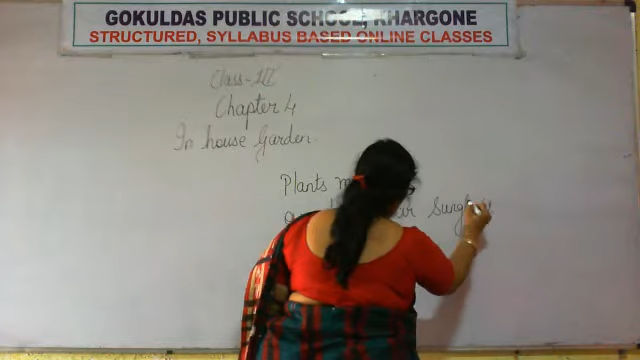 GOKULDAS PUBLIC SCHOOL, KHARGONE
STRUCTURED, SYLLABUS BASED ONLINE CLASSES
Class-III
Chapter 4
In house Garden
Plants